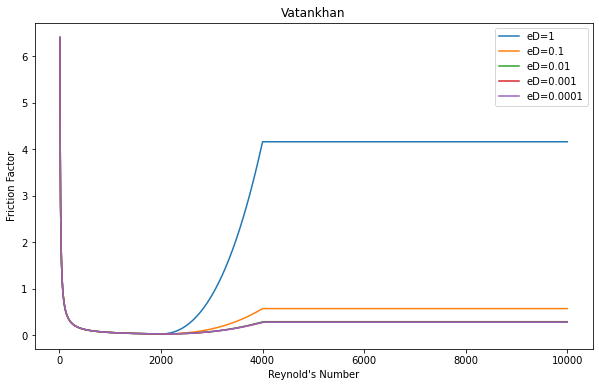 Vatankhan
eD=1
eD=0.1
eD=0.01
eD=0.001
eD=0.0001
Friction Factor
6
5
4
3
2
1
0
0 2000 4000 6000 8000 10000
Reynold's Number